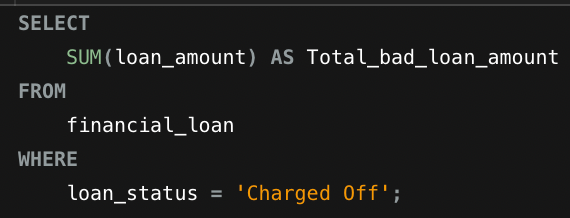 SELECT
    SUM(loan_amount) AS Total_bad_loan_amount
FROM
    financial_loan
WHERE
    loan_status = 'Charged Off';